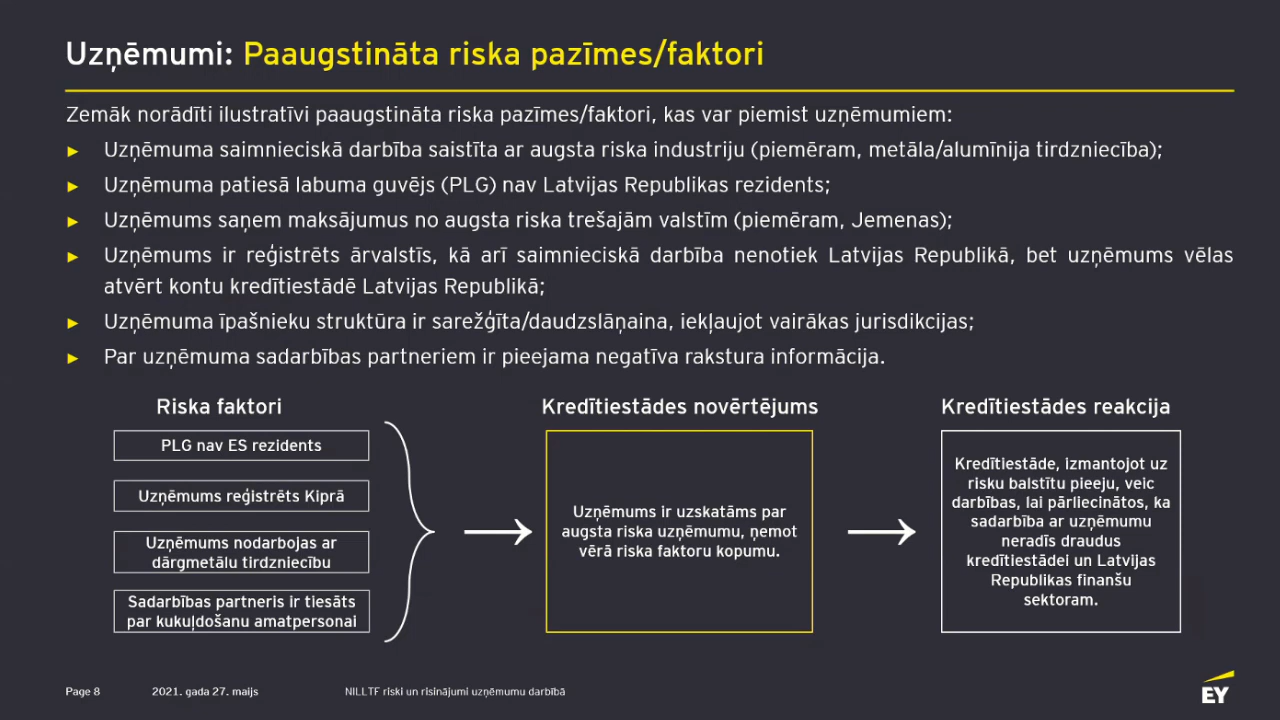 Uzņēmumi: Paaugstināta riska pazīmes/faktori
Zemāk norādīti ilustratīvi paaugstināta riska pazīmes/faktori, kas var piemist uzņēmumiem:
► Uzņēmuma saimnieciskā darbība saistīta ar augsta riska industriju (piemēram, metāla/alumīnija tirdzniecība);
► Uzņēmuma patiesā labuma guvējs (PLG) nav Latvijas Republikas rezidents;
► Uzņēmums saņem maksājumus no augsta riska trešajām valstīm (piemēram, Jemenas);
► Uzņēmums ir reģistrēts ārvalstīs, kā arī saimnieciskā darbība nenotiek Latvijas Republikā, bet uzņēmums vēlas
atvērt kontu kredītiestādē Latvijas Republikā;
► Uzņēmuma īpašnieku struktūra ir sarežģīta/daudzslāņaina, iekļaujot vairākas jurisdikcijas;
► Par uzņēmuma sadarbības partneriem ir pieejama negatīva rakstura informācija.
Riska faktori
PLG nav ES rezidents
Uzņēmums reģistrēts Kiprā
Uzņēmums nodarbojas ar
dārgmetālu tirdzniecību
Sadarbības partneris ir tiesāts
par kukuļdošanu amatpersonai
Kredītiestādes novērtējums
Uzņēmums ir uzskatāms par
augsta riska uzņēmumu, ņemot
vērā riska faktoru kopumu.
Kredītiestādes reakcija
Kredītiestāde, izmantojot uz
risku balstītu pieeju, veic
darbības, lai pārliecinātos, ka
sadarbība ar uzņēmumu
neradīs draudus
kredītiestādei un Latvijas
Republikas finanšu
sektoram.
Page 8
2021. gada 27. maijs
NILLTF riski un risinājumi uzņēmumu darbībā
EY